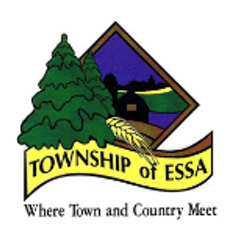 TOWNSHIP of ESSA
Where Town and Country Meet